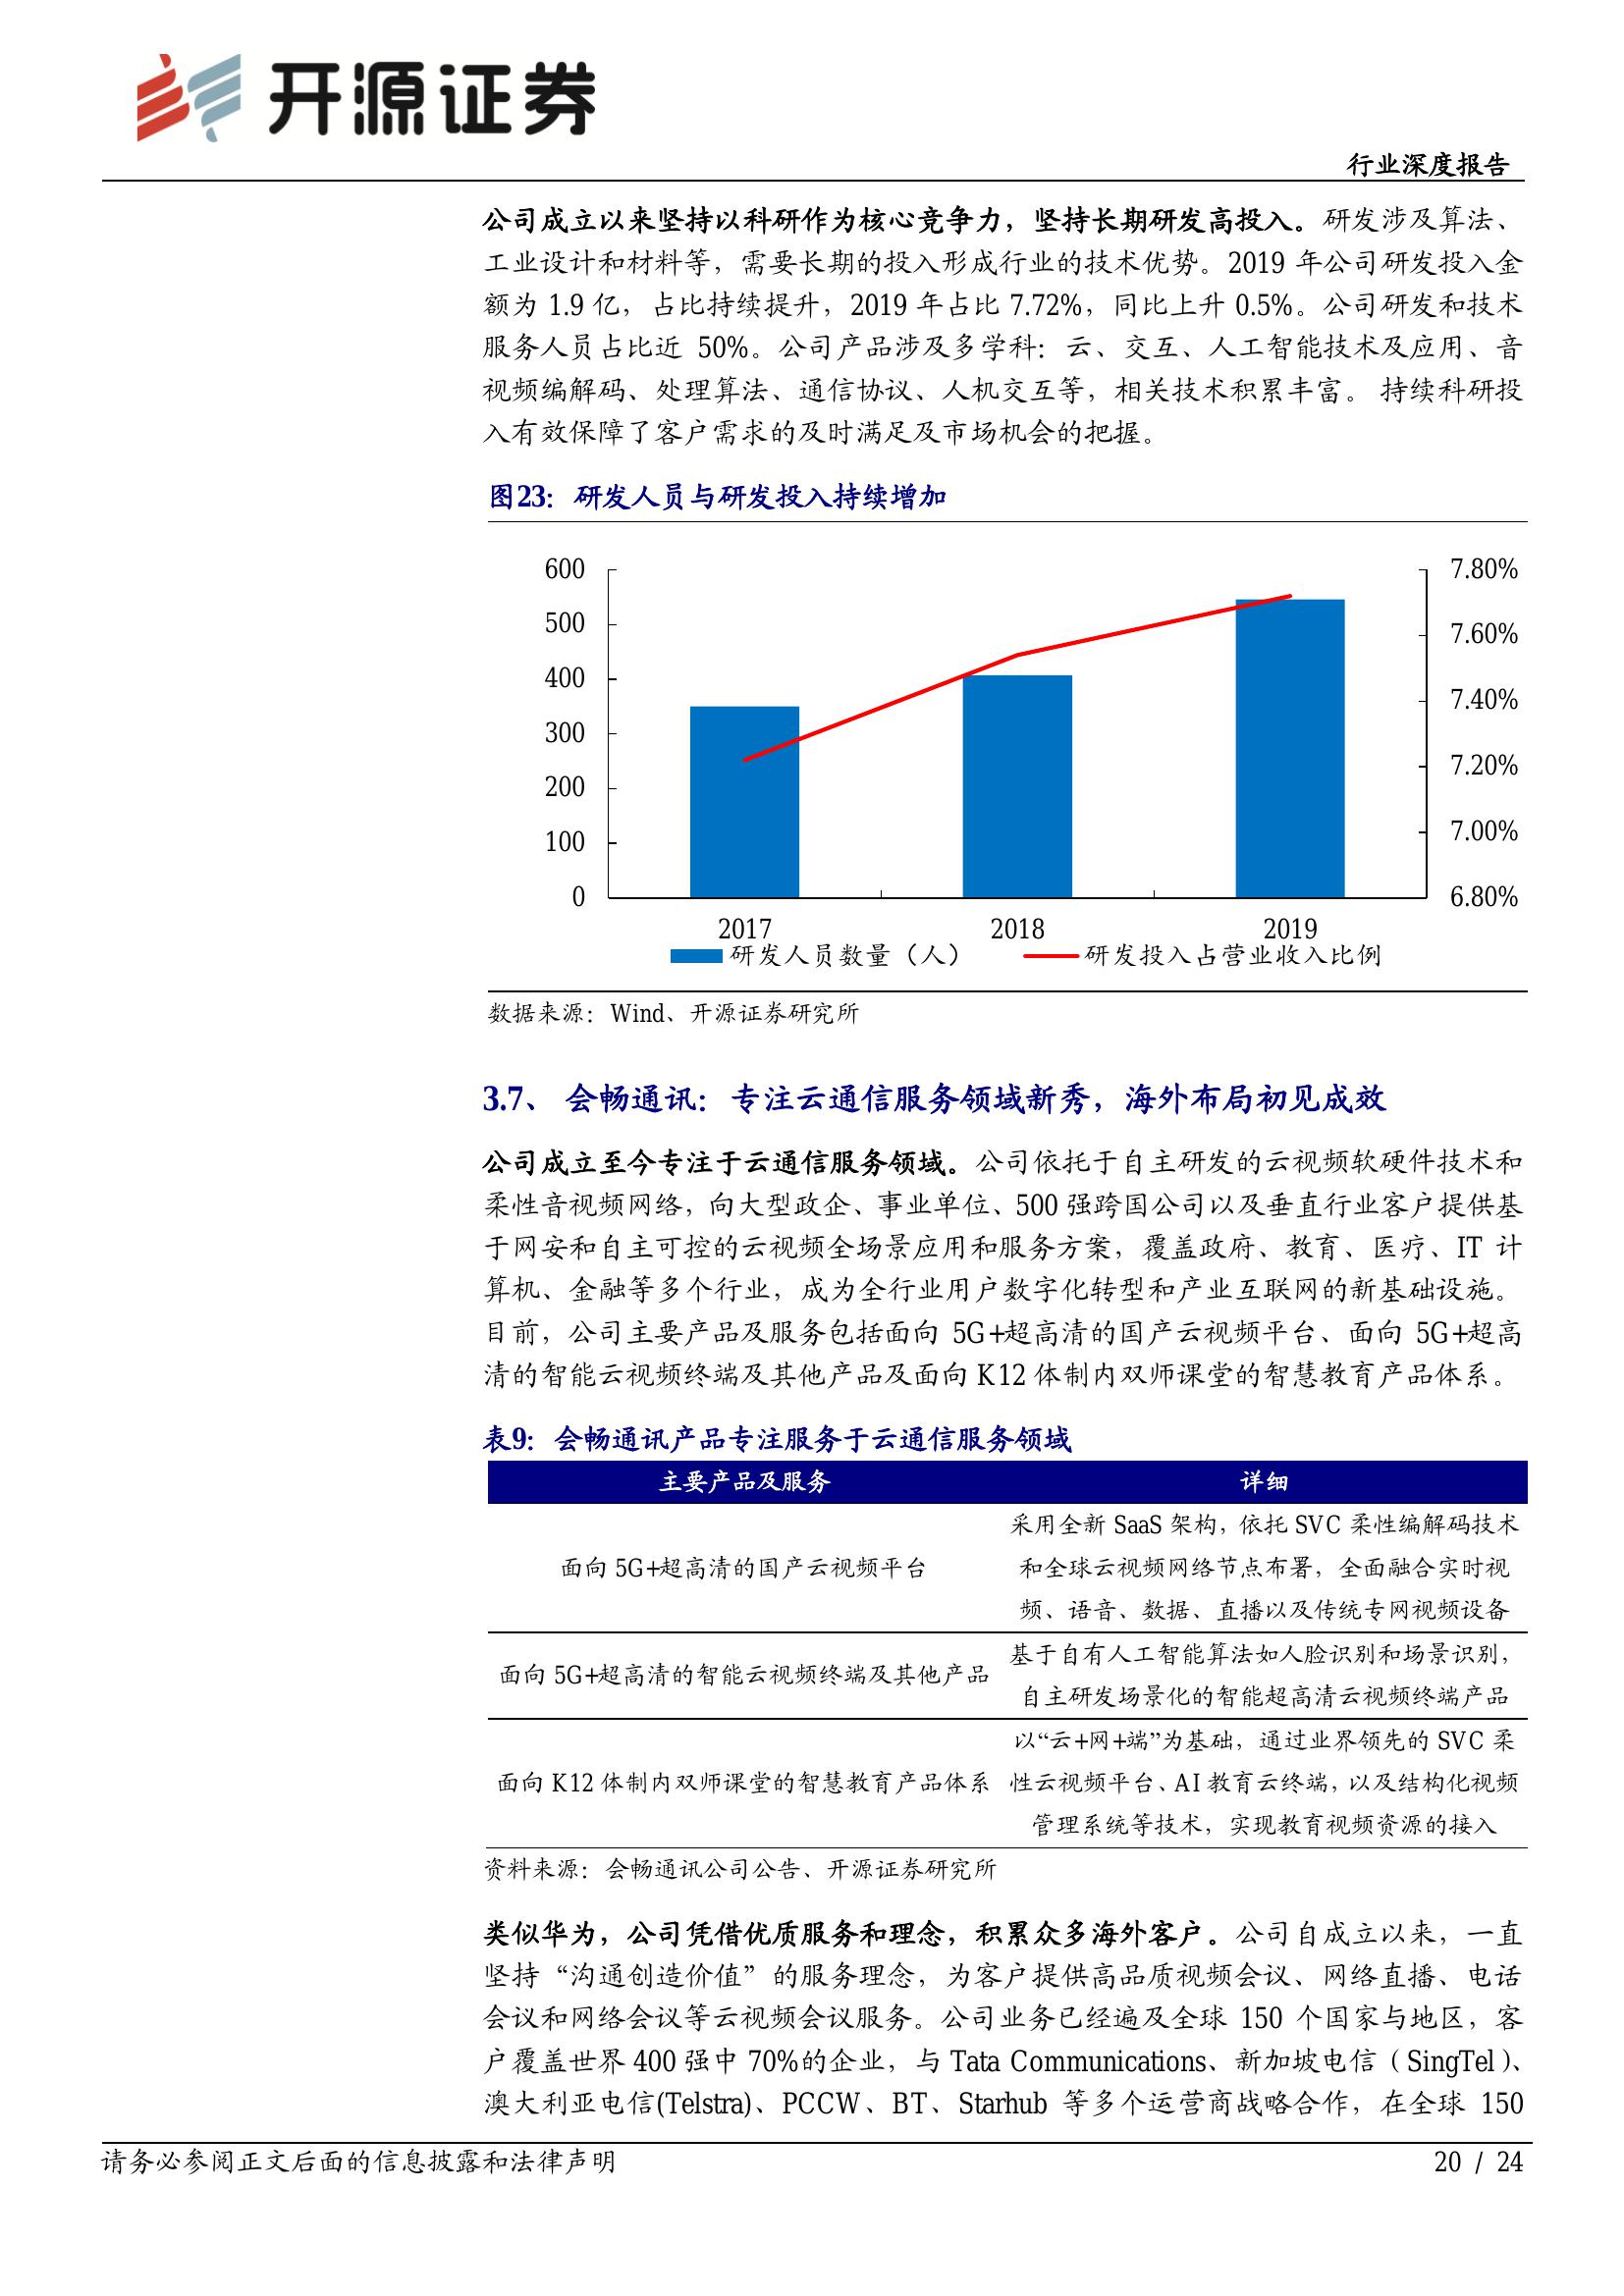 开源证券
行业深度报告
公司成立以来坚持以科研作为核心竞争力，坚持长期研发高投入。研发涉及算法、
工业设计和材料等，需要长期的投入形成行业的技术优势。2019 年公司研发投入金
额为 1.9 亿，占比持续提升，2019 年占比 7.72%，同比上升 0.5%。公司研发和技术
服务人员占比近 50%。公司产品涉及多学科：云、交互、人工智能技术及应用、音
视频编解码、处理算法、通信协议、人机交互等，相关技术积累丰富。 持续科研投
入有效保障了客户需求的及时满足及市场机会的把握。
图23：研发人员与研发投入持续增加
600
500
400
300
200
100
0
7.80%
7.60%
7.40%
7.20%
7.00%
6.80%
2017 2018 2019
研发人员数量（人） 研发投入占营业收入比例
数据来源：Wind、开源证券研究所
3.7、 会畅通讯：专注云通信服务领域新秀，海外布局初见成效
公司成立至今专注于云通信服务领域。公司依托于自主研发的云视频软硬件技术和
柔性音视频网络，向大型政企、事业单位、500 强跨国公司以及垂直行业客户提供基
于网安和自主可控的云视频全场景应用和服务方案，覆盖政府、教育、医疗、IT 计
算机、金融等多个行业，成为全行业用户数字化转型和产业互联网的新基础设施。
目前，公司主要产品及服务包括面向 5G+超高清的国产云视频平台、面向 5G+超高
清的智能云视频终端及其他产品及面向 K12 体制内双师课堂的智慧教育产品体系。
表9：会畅通讯产品专注服务于云通信服务领域
主要产品及服务 详细
面向 5G+超高清的国产云视频平台
采用全新 SaaS 架构，依托 SVC 柔性编解码技术
和全球云视频网络节点布署，全面融合实时视
频、语音、数据、直播以及传统专网视频设备
面向 5G+超高清的智能云视频终端及其他产品
基于自有人工智能算法如人脸识别和场景识别，
自主研发场景化的智能超高清云视频终端产品
面向 K12 体制内双师课堂的智慧教育产品体系
以“云+网+端”为基础，通过业界领先的 SVC 柔
性云视频平台、AI 教育云终端，以及结构化视频
管理系统等技术，实现教育视频资源的接入
资料来源：会畅通讯公司公告、开源证券研究所
类似华为，公司凭借优质服务和理念，积累众多海外客户。公司自成立以来，一直
坚持“沟通创造价值”的服务理念，为客户提供高品质视频会议、网络直播、电话
会议和网络会议等云视频会议服务。公司业务已经遍及全球 150 个国家与地区，客
户覆盖世界 400 强中 70%的企业，与 Tata Communications、新加坡电信（SingTel）、
澳大利亚电信(Telstra)、PCCW、BT、Starhub 等多个运营商战略合作，在全球 150
请务必参阅正文后面的信息披露和法律声明
20 / 24